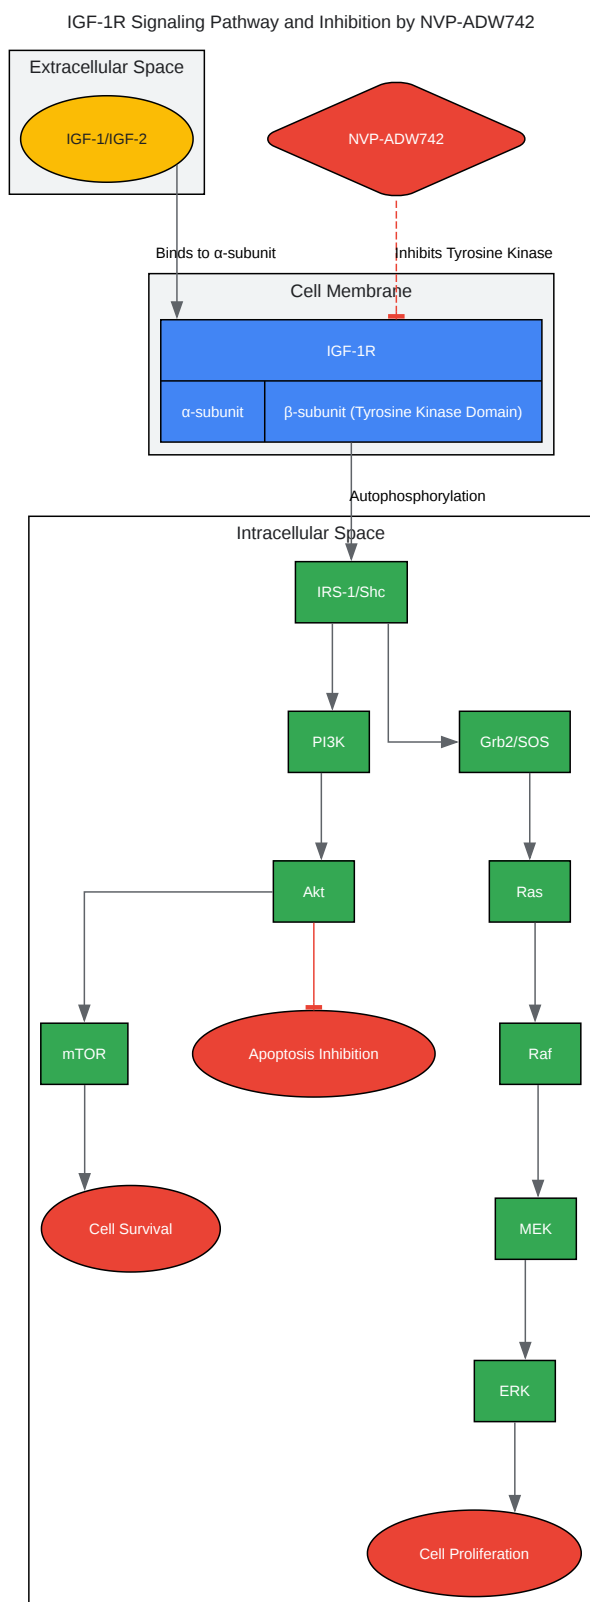 IGF-1R Signaling Pathway and Inhibition by NVP-ADW742
Extracellular Space
IGF-1/IGF-2
NVP-ADW742
Binds to α-subunit
Inhibits Tyrosine Kinase
Cell Membrane
IGF-1R
α-subunit
β-subunit (Tyrosine Kinase Domain)
Autophosphorylation
Intracellular Space
IRS-1/Shc
PI3K
Grb2/SOS
Akt
Ras
mTOR
Apoptosis Inhibition
Raf
Cell Survival
MEK
ERK
Cell Proliferation